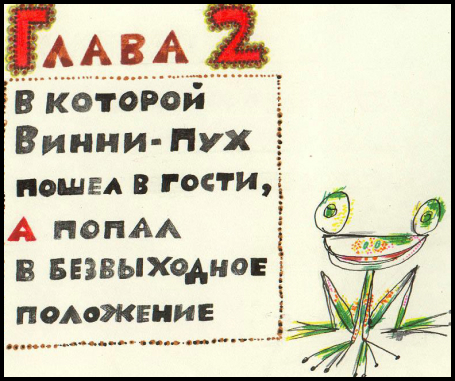 Глава 2
В КОТОРОЙ
ВИННИ-ПУХ
ПОШЕЛ В ГОСТИ,
А ПОПАЛ
В БЕЗВЫХОДНОЕ
ПОЛОЖЕНИЕ